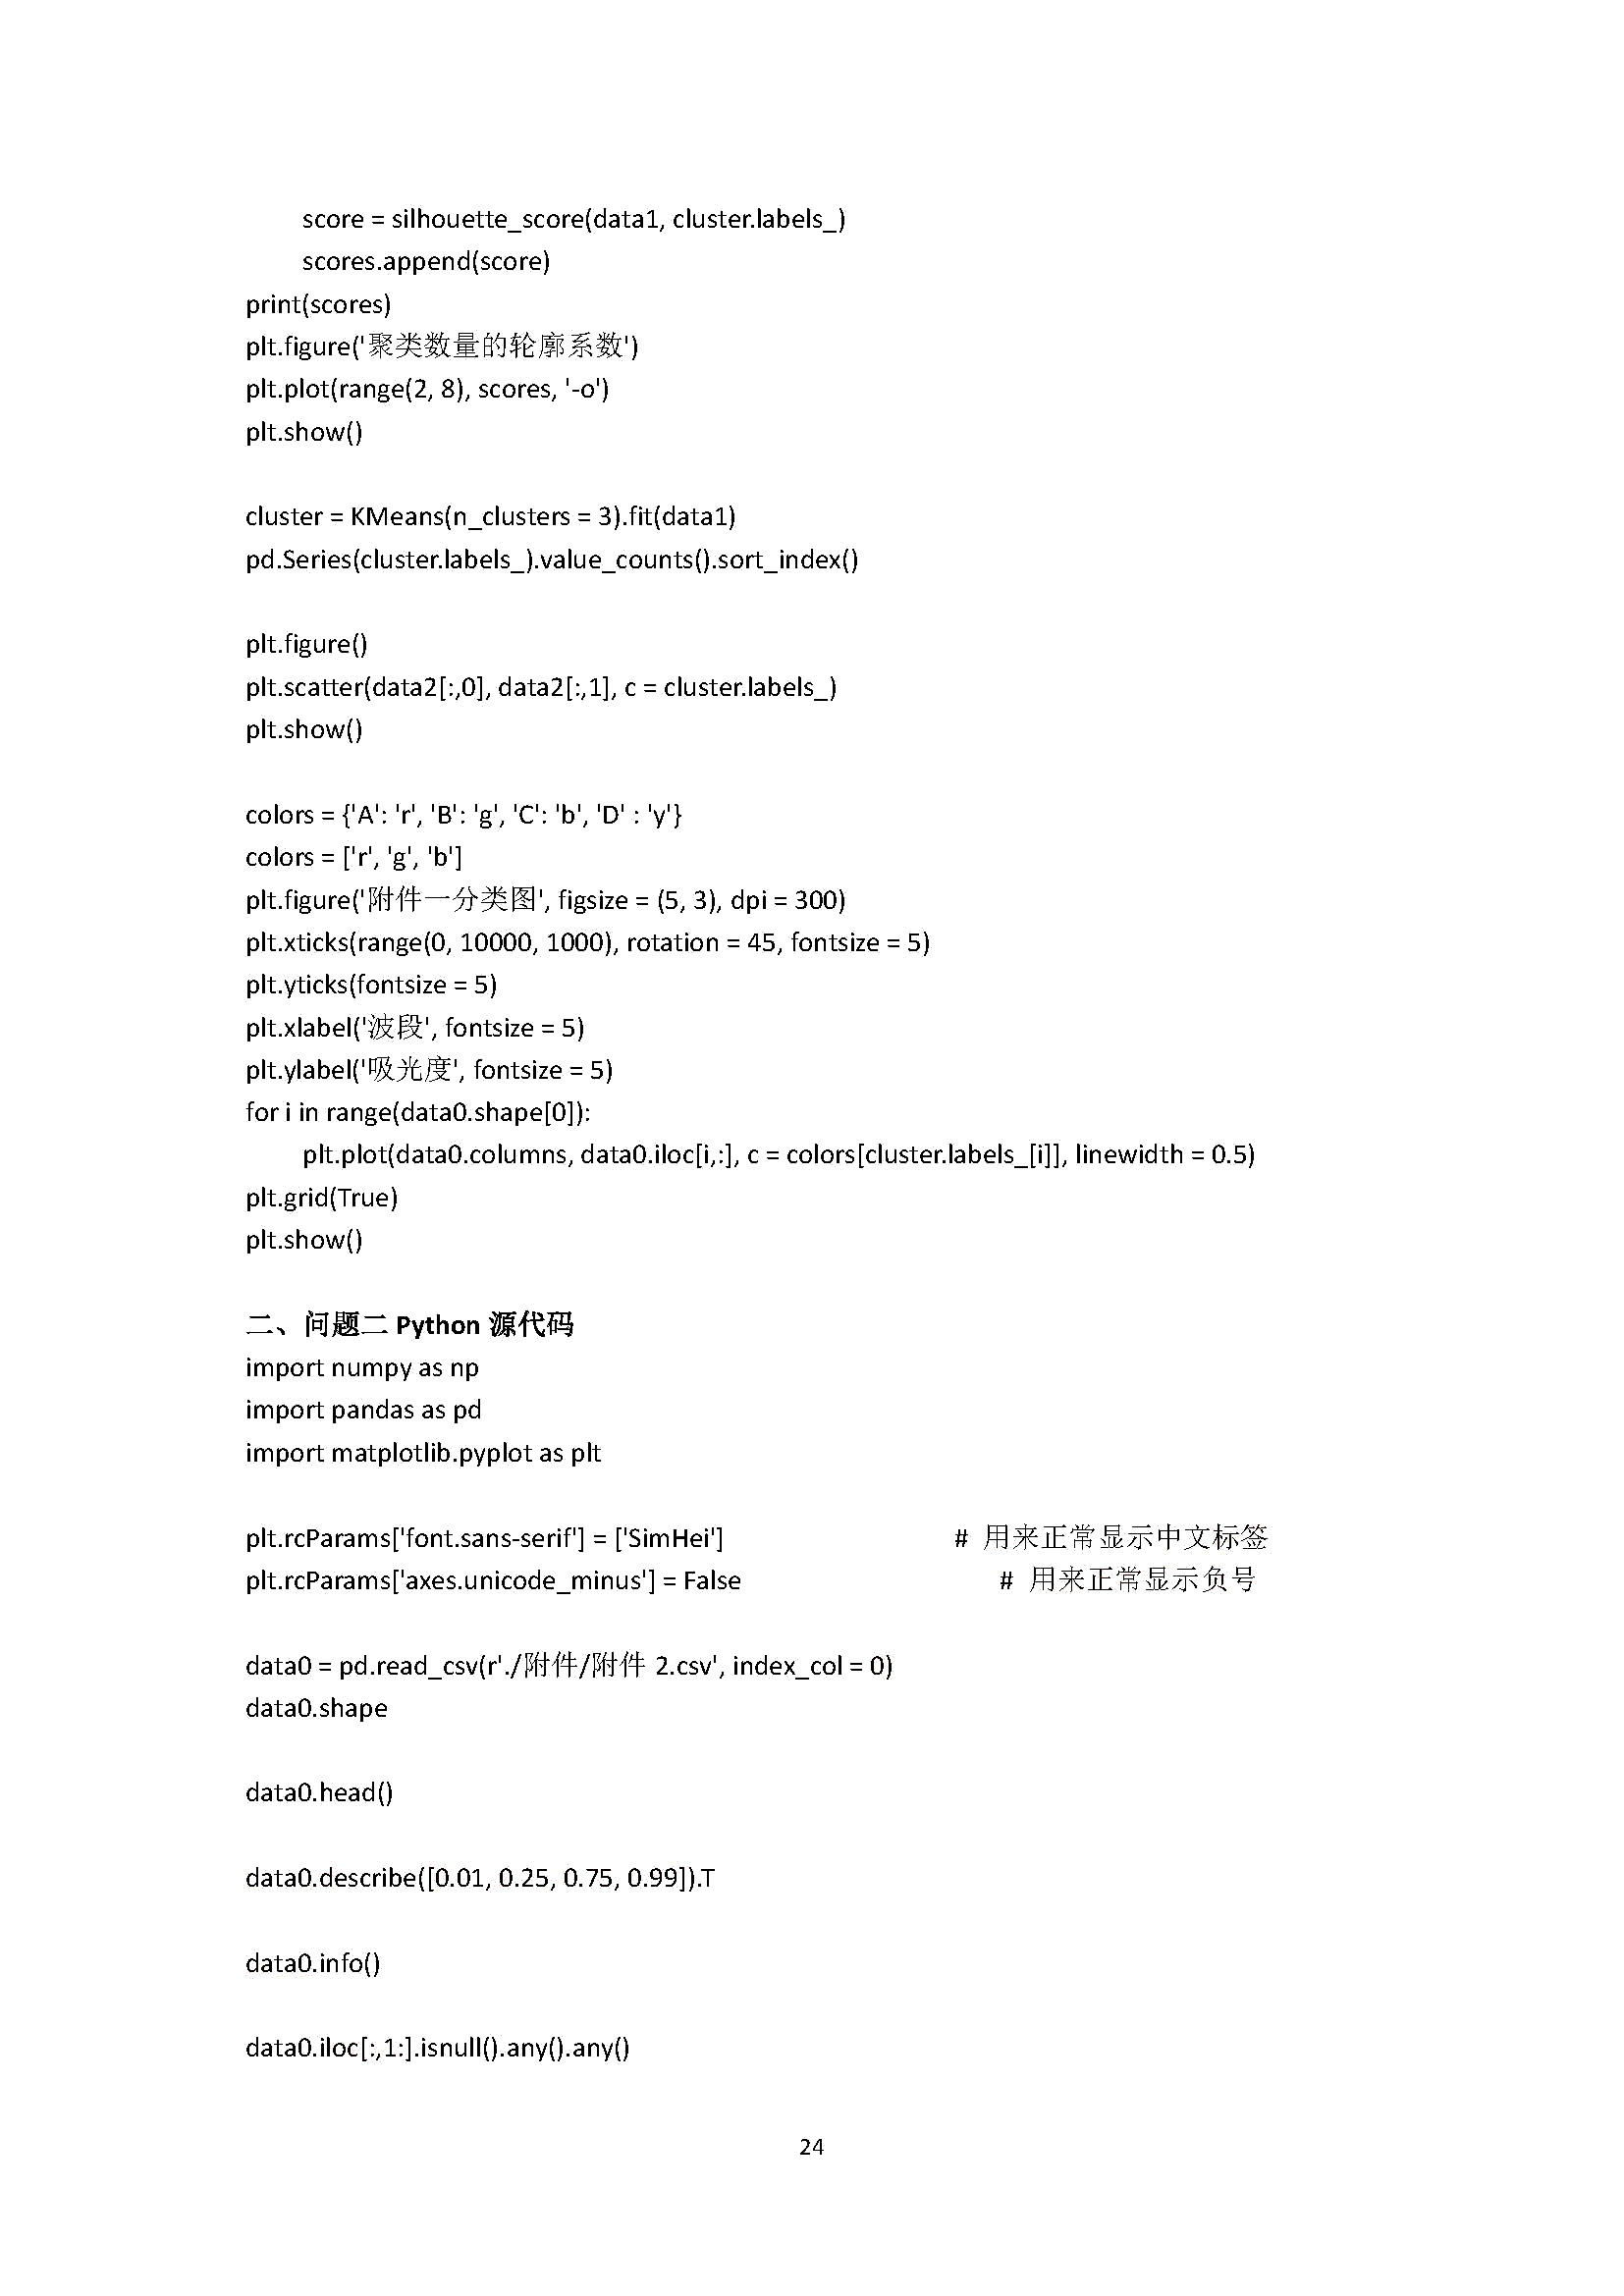 score = silhouette_score(data1, cluster.labels_)
scores.append(score)
print(scores)
plt.figure('聚类数量的轮廓系数')
plt.plot(range(2, 8), scores, '-o')
plt.show()
cluster = KMeans(n_clusters = 3).fit(data1)
pd.Series(cluster.labels_).value_counts().sort_index()
plt.figure()
plt.scatter(data2[:,0], data2[:,1], c = cluster.labels_)
plt.show()
colors = {'A': 'r', 'B': 'g', 'C': 'b', 'D' : 'y'}
colors = ['r', 'g', 'b']
plt.figure('附件一分类图', figsize = (5, 3), dpi = 300)
plt.xticks(range(0, 10000, 1000), rotation = 45, fontsize = 5)
plt.yticks(fontsize = 5)
plt.xlabel('波段', fontsize = 5)
plt.ylabel('吸光度', fontsize = 5)
for i in range(data0.shape[0]):
plt.plot(data0.columns, data0.iloc[i,:], c = colors[cluster.labels_[i]], linewidth = 0.5)
plt.grid(True)
plt.show()
二、问题二 Python 源代码
import numpy as np
import pandas as pd
import matplotlib.pyplot as plt
plt.rcParams['font.sans-serif'] = ['SimHei'] # 用来正常显示中文标签
plt.rcParams['axes.unicode_minus'] = False # 用来正常显示负号
data0 = pd.read_csv(r'./附件/附件 2.csv', index_col = 0)
data0.shape
data0.head()
data0.describe([0.01, 0.25, 0.75, 0.99]).T
data0.info()
data0.iloc[:,1:].isnull().any().any()
24